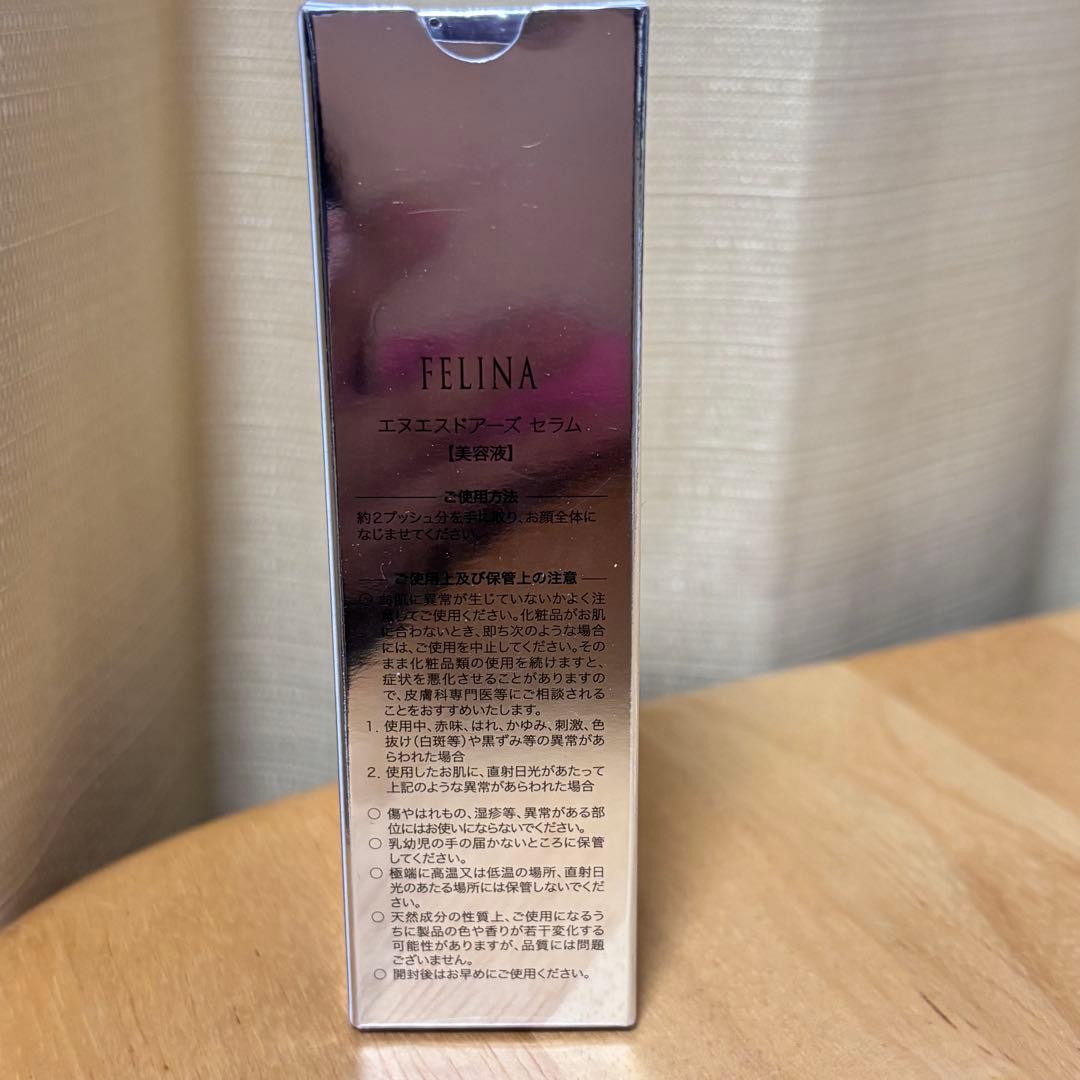 FELINA
エヌエスドアーズ セラム
【美容液】
ご使用方法
約2プッシュ分を手に取り、お顔全体に
なじませてください。
ご使用上及び保管上の注意
○ お肌に異常が生じていないかよく注
意してご使用ください。化粧品がお肌
に合わないとき、即ち次のような場合
には、ご使用を中止してください。その
まま化粧品類の使用を続けますと、
症状を悪化させることがありますの
で、皮膚科専門医等にご相談される
ことをおすすめいたします。
1. 使用中、赤味、はれ、かゆみ、刺激、色
抜け(白斑等)や黒ずみ等の異常があ
らわれた場合
2. 使用したお肌に、直射日光があたって
上記のような異常があらわれた場合
○ 傷やはれもの、湿疹等、異常がある部
位にはお使いにならないでください。
○ 乳幼児の手の届かないところに保管
してください。
○ 極端に高温又は低温の場所、直射日
光のあたる場所には保管しないでくだ
さい。
○ 天然成分の性質上、ご使用になるう
ちに製品の色や香りが若干変化する
可能性がありますが、品質には問題
ございません。
○ 開封後はお早めにご使用ください。